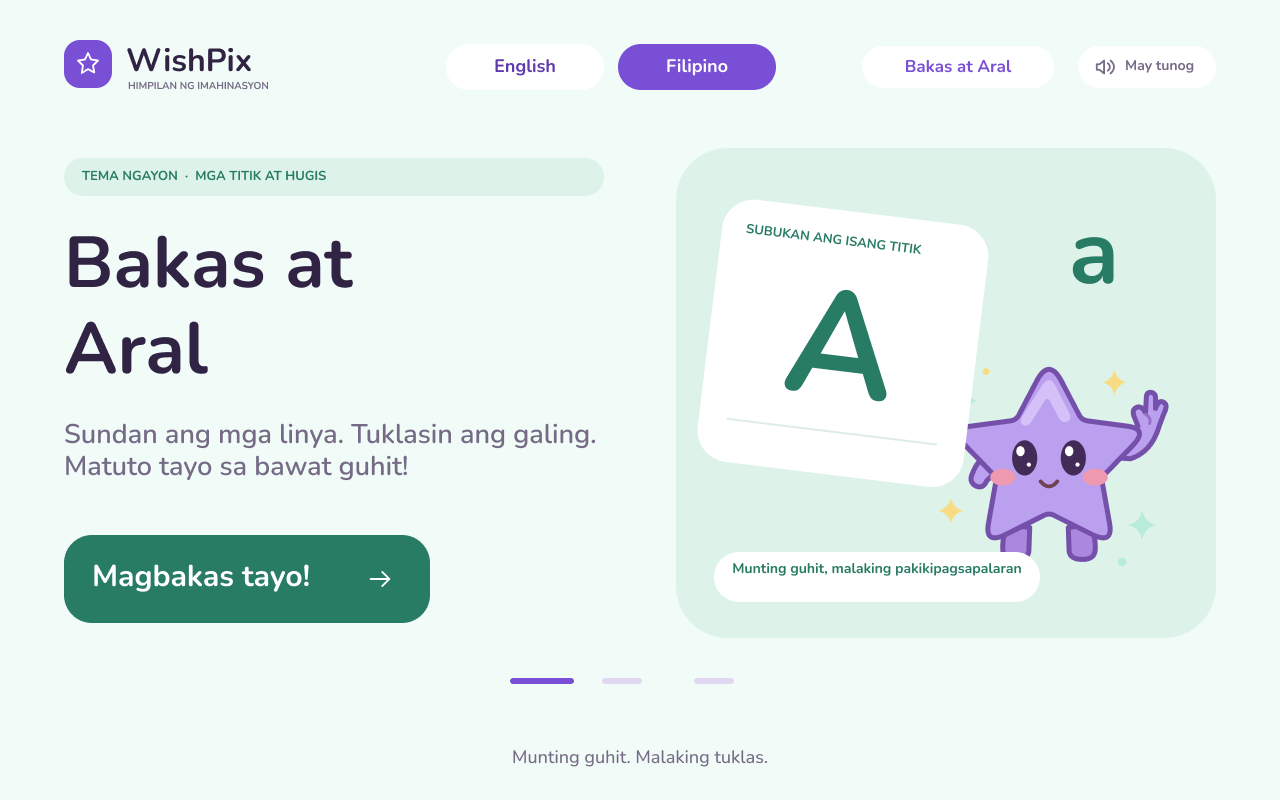 WishPix
HIMPILAN NG IMAHINASYON
English
Filipino
Bakas at Aral
May tunog
TEMA NGAYON · MGA TITIK AT HUGIS
Bakas at
Aral
Sundan ang mga linya. Tuklasin ang galing.
Matuto tayo sa bawat guhit!
Magbakas tayo!
SUBUKAN ANG ISANG TITIK
A
a
Munting guhit, malaking pakikipagsapalaran
Munting guhit. Malaking tuklas.